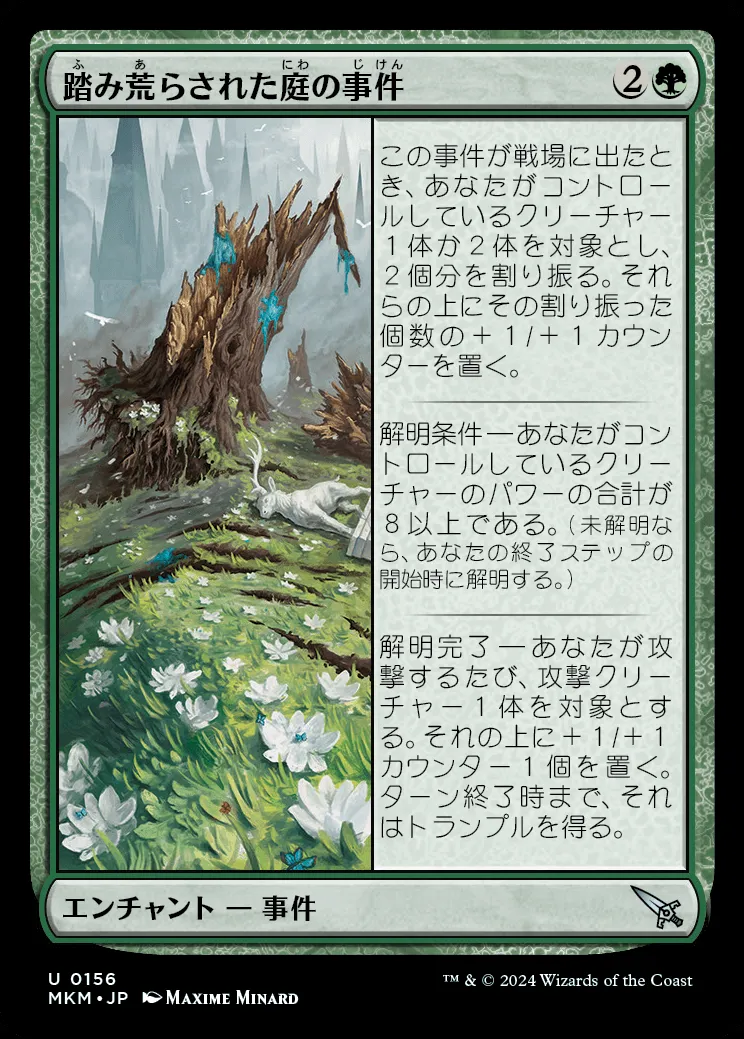 踏み荒らされた庭の事件
2
この事件が戦場に出たと
き、あなたがコントロー
ルしているクリーチャー
1体か2体を対象とし、
2個分を割り振る。それ
らの上にその割り振った
個数の+1/+1カウン
ターを置く。
解明条件―あなたがコン
トロールしているクリー
チャーのパワーの合計が
8以上である。(未解明な
ら、あなたの終了ステップの
開始時に解明する。)
解明完了―あなたが攻
撃するたび、攻撃クリー
チャー1体を対象とす
る。それの上に+1/+1
カウンター1個を置く。
ターン終了時まで、それ
はトランプルを得る。
エンチャント ― 事件
U 0156
MKM・JP MAXIME MINARD
™ & © 2024 Wizards of the Coast